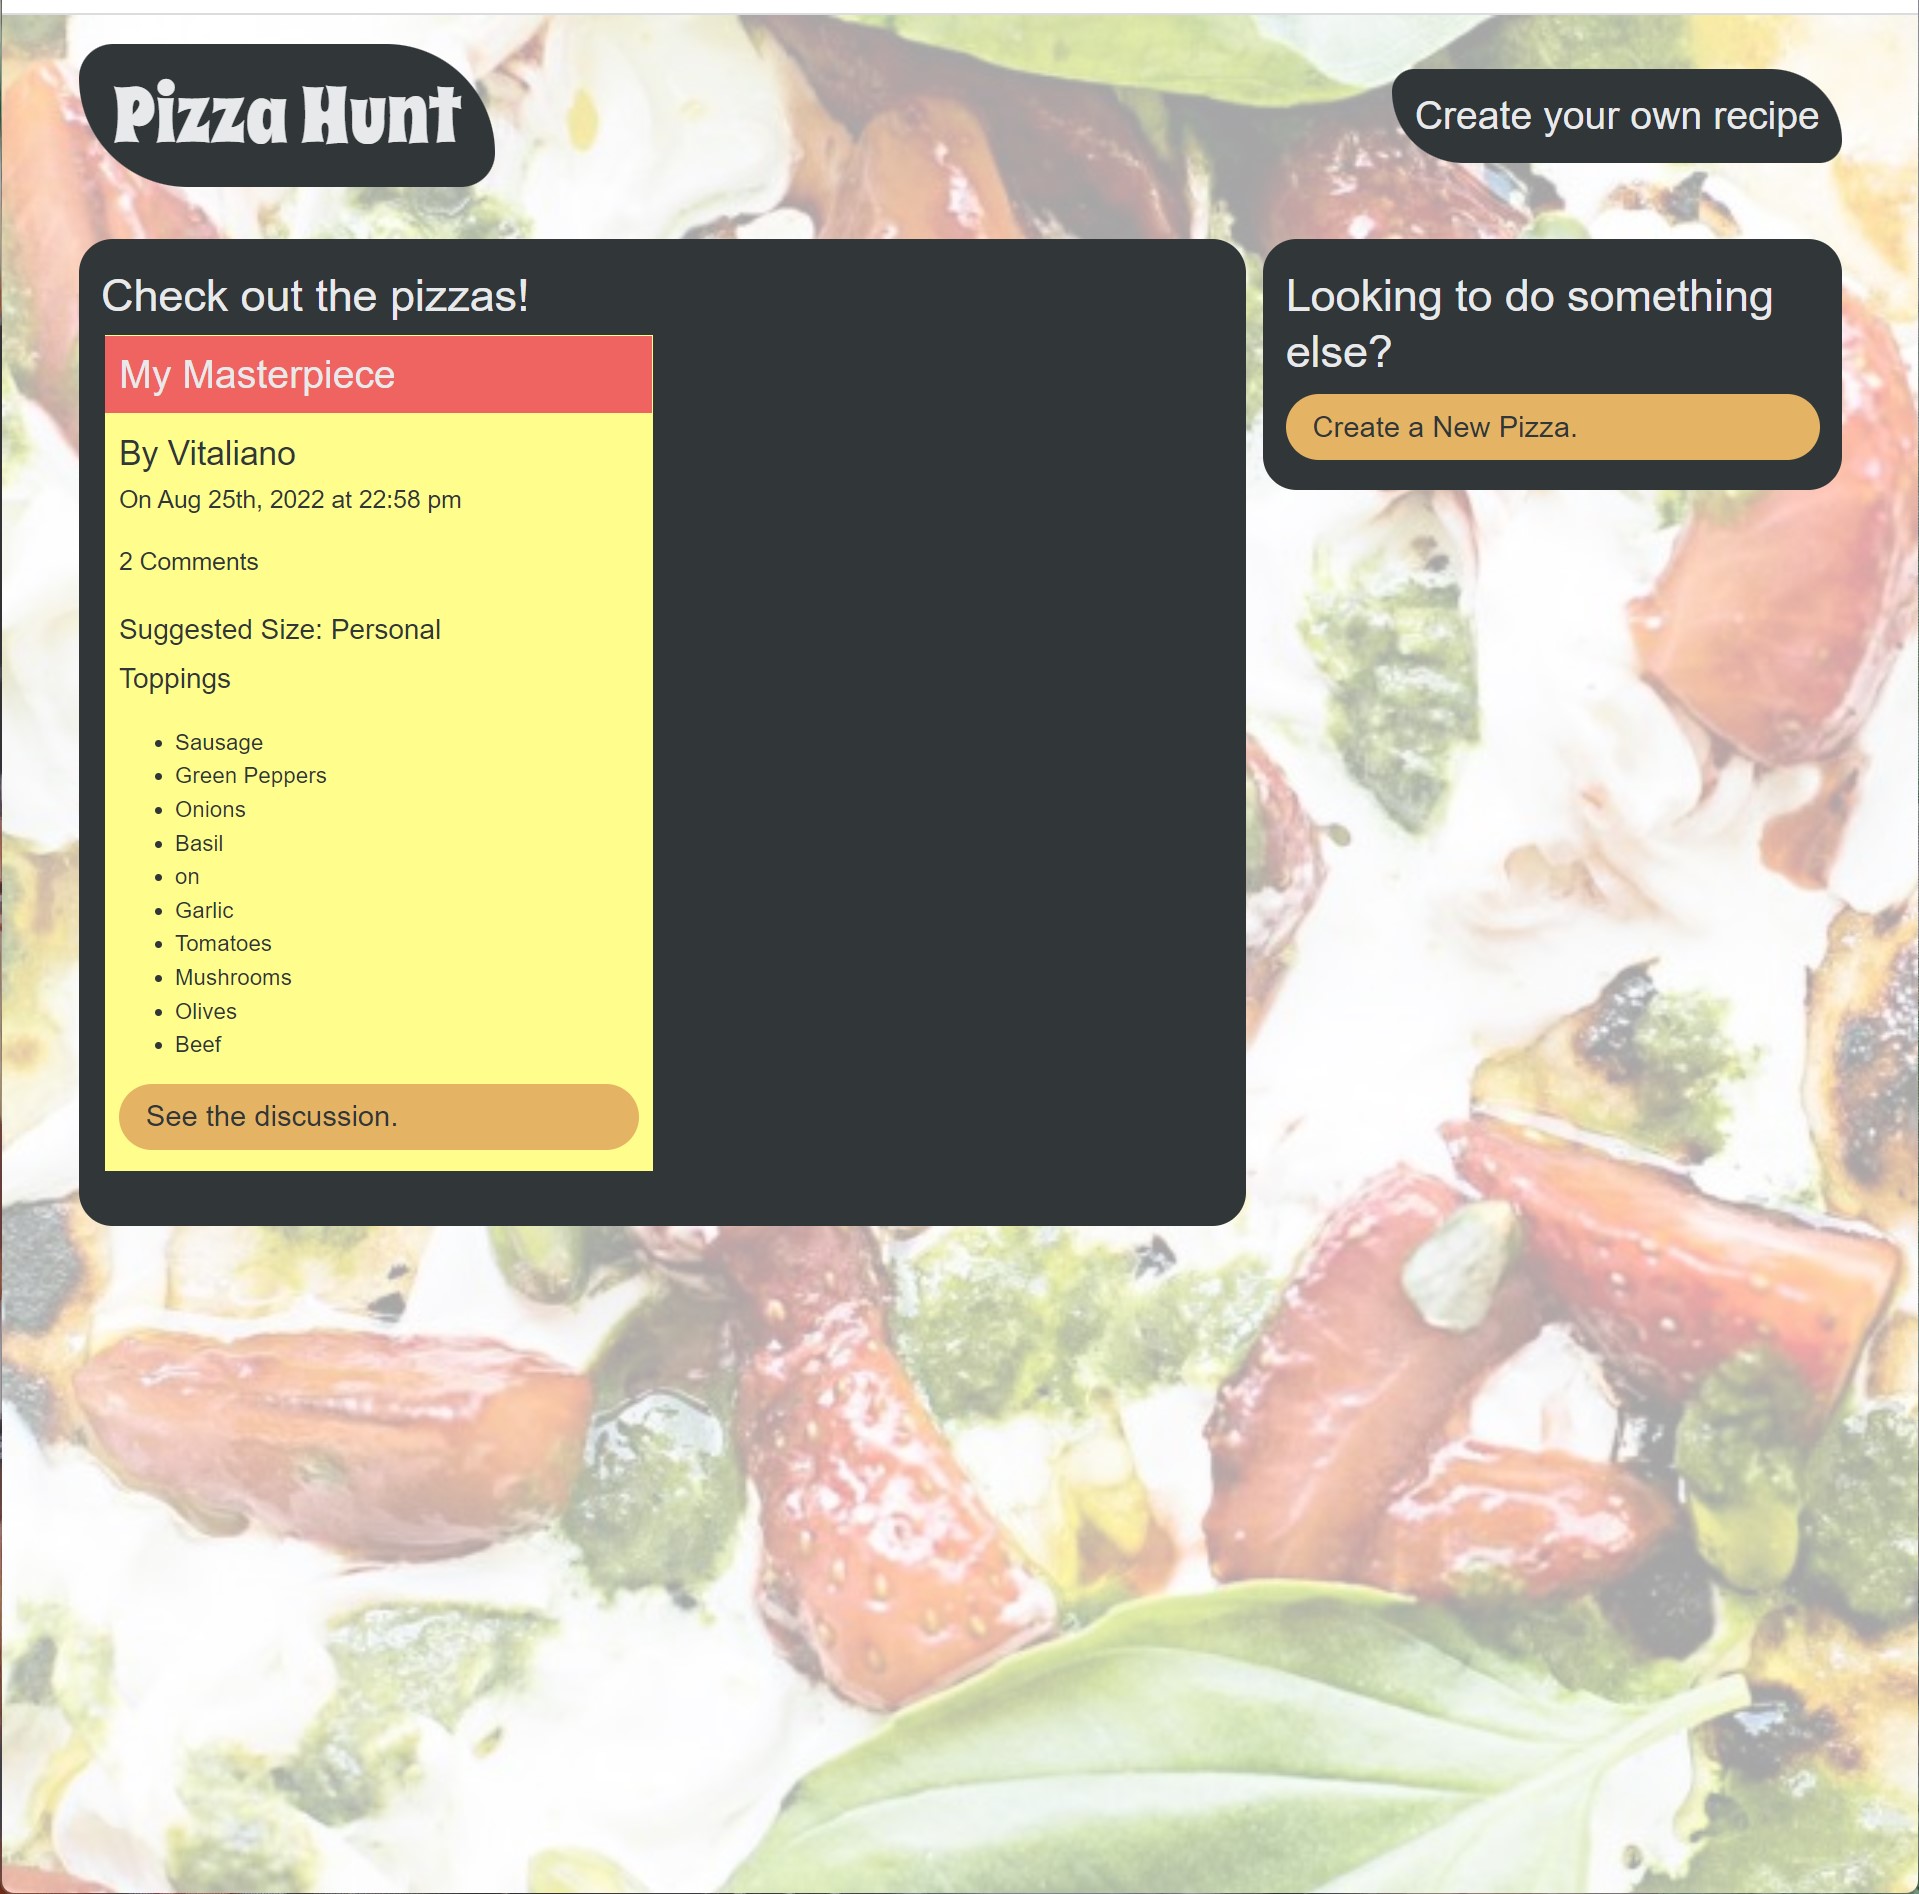 Pizza Hunt
Create your own recipe
Check out the pizzas!
My Masterpiece
By Vitaliano
On Aug 25th, 2022 at 22:58 pm
2 Comments
Suggested Size: Personal
Toppings
Sausage
Green Peppers
Onions
Basil
on
Garlic
Tomatoes
Mushrooms
Olives
Beef
See the discussion.
Looking to do something
else?
Create a New Pizza.